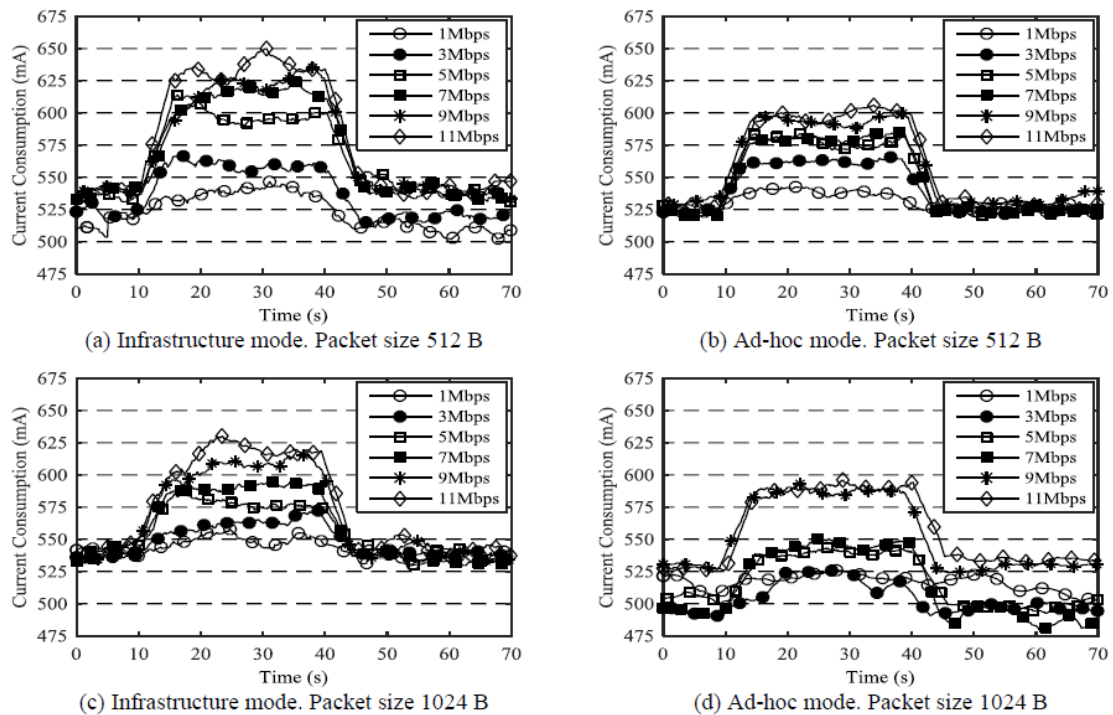 675
650
625
600
575
550
525
500
475
Current Consumption (mA)
1Mbps
3Mbps
5Mbps
7Mbps
9Mbps
11Mbps
0 10 20 30 40 50 60 70
Time (s)
(a) Infrastructure mode. Packet size 512 B
675
650
625
600
575
550
525
500
475
Current Consumption (mA)
1Mbps
3Mbps
5Mbps
7Mbps
9Mbps
11Mbps
0 10 20 30 40 50 60 70
Time (s)
(b) Ad-hoc mode. Packet size 512 B
675
650
625
600
575
550
525
500
475
Current Consumption (mA)
1Mbps
3Mbps
5Mbps
7Mbps
9Mbps
11Mbps
0 10 20 30 40 50 60 70
Time (s)
(c) Infrastructure mode. Packet size 1024 B
675
650
625
600
575
550
525
500
475
Current Consumption (mA)
1Mbps
3Mbps
5Mbps
7Mbps
9Mbps
11Mbps
0 10 20 30 40 50 60 70
Time (s)
(d) Ad-hoc mode. Packet size 1024 B